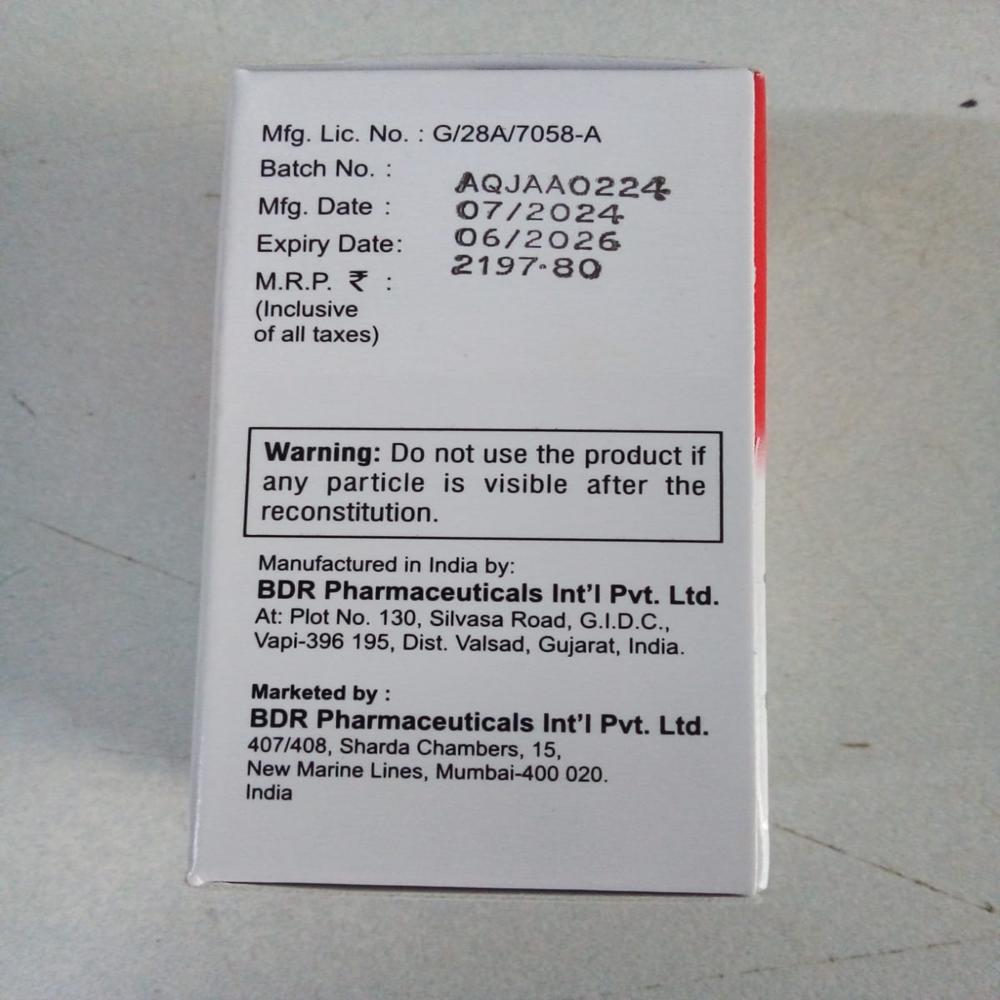 Mfg. Lic. No. : G/28A/7058-A
Batch No. : AQJAA0224
Mfg. Date : 07/2024
Expiry Date: 06/2026
M.R.P. ₹ : 2197.80
(Inclusive
of all taxes)
Warning: Do not use the product if
any particle is visible after the
reconstitution.
Manufactured in India by:
BDR Pharmaceuticals Int'l Pvt. Ltd.
At: Plot No. 130, Silvasa Road, G.I.D.C.,
Vapi-396 195, Dist. Valsad, Gujarat, India.
Marketed by :
BDR Pharmaceuticals Int'l Pvt. Ltd.
407/408, Sharda Chambers, 15,
New Marine Lines, Mumbai-400 020.
India